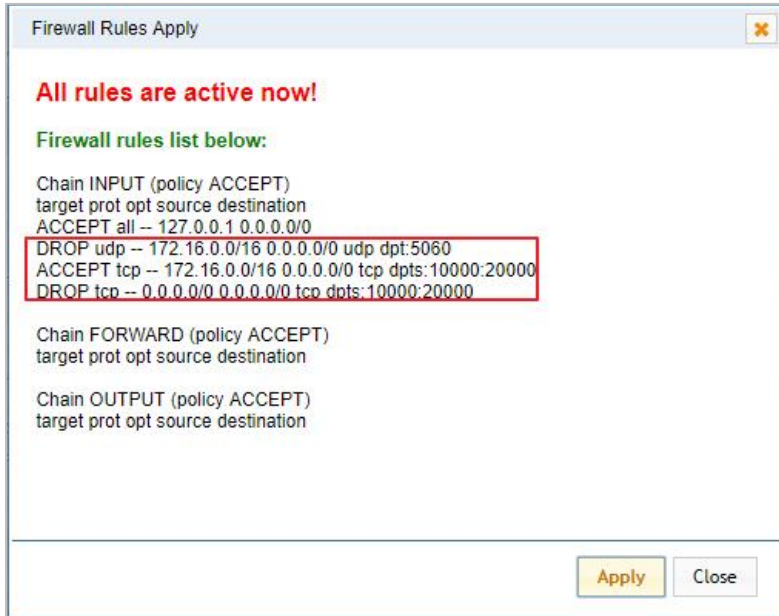 Firewall Rules Apply
All rules are active now!
Firewall rules list below:
Chain INPUT (policy ACCEPT)
target prot opt source destination
ACCEPT all -- 127.0.0.1 0.0.0.0/0
DROP udp -- 172.16.0.0/16 0.0.0.0/0 udp dpt:5060
ACCEPT tcp -- 172.16.0.0/16 0.0.0.0/0 tcp dpts:10000:20000
DROP tcp -- 0.0.0.0/0 0.0.0.0/0 tcp dpts:10000:20000
Chain FORWARD (policy ACCEPT)
target prot opt source destination
Chain OUTPUT (policy ACCEPT)
target prot opt source destination
Apply Close